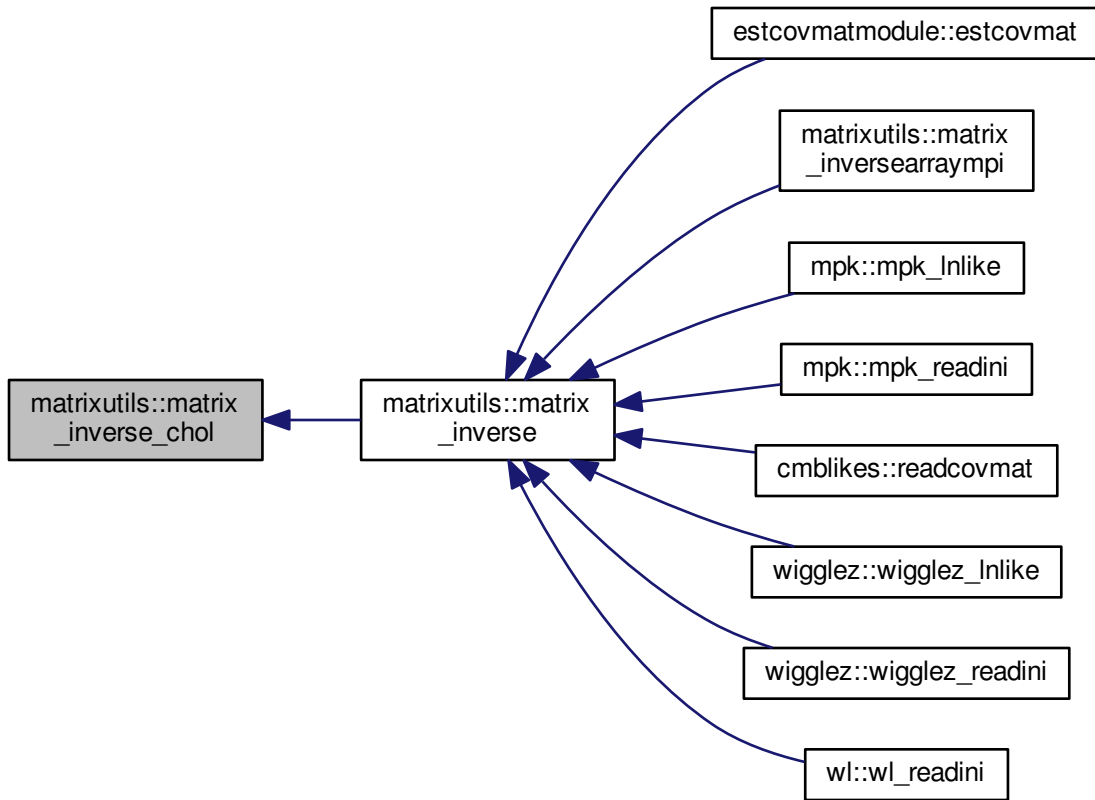 matrixutils::matrix
_inverse_chol
matrixutils::matrix
_inverse
estcovmatmodule::estcovmat
matrixutils::matrix
_inversearraympi
mpk::mpk_lnlike
mpk::mpk_readini
cmblikes::readcovmat
wigglez::wigglez_lnlike
wigglez::wigglez_readini
wl::wl_readini